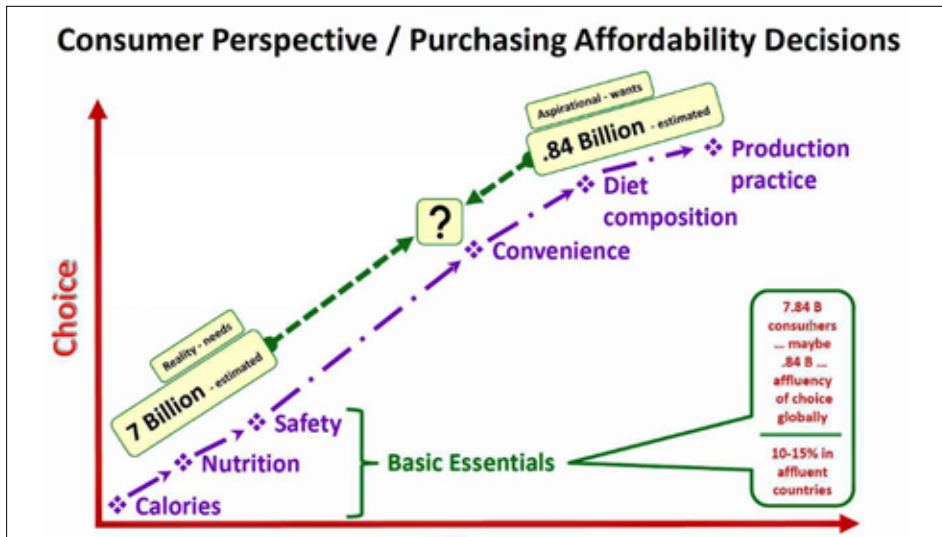 Consumer Perspective / Purchasing Affordability Decisions
Aspirational - wants
.84 Billion - estimated
Production
practice
Diet
composition
?
Convenience
Choice
Reality - needs
7 Billion - estimated
Safety
Nutrition
Calories
Basic Essentials
7.84 B
consumers
... maybe
.84 B ...
affluency
of choice
globally
10-15% in
affluent
countries